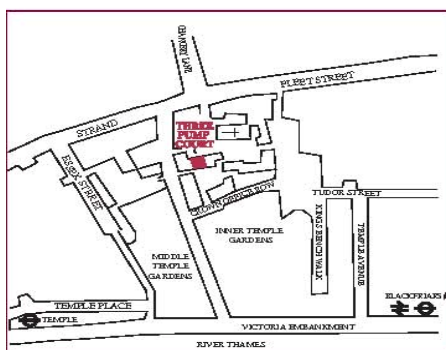 CHANCERY LANE
FLEET STREET
STRAND
THREE
PUMP
COURT
ESSEX STREET
CROWN OFFICE ROW
TUDOR STREET
INNER TEMPLE
GARDENS
KINGS BENCH WALK
TEMPLE AVENUE
MIDDLE
TEMPLE
GARDENS
TEMPLE PLACE
TEMPLE
BLACKFRIARS
VICTORIA EMBANKMENT
RIVER THAMES